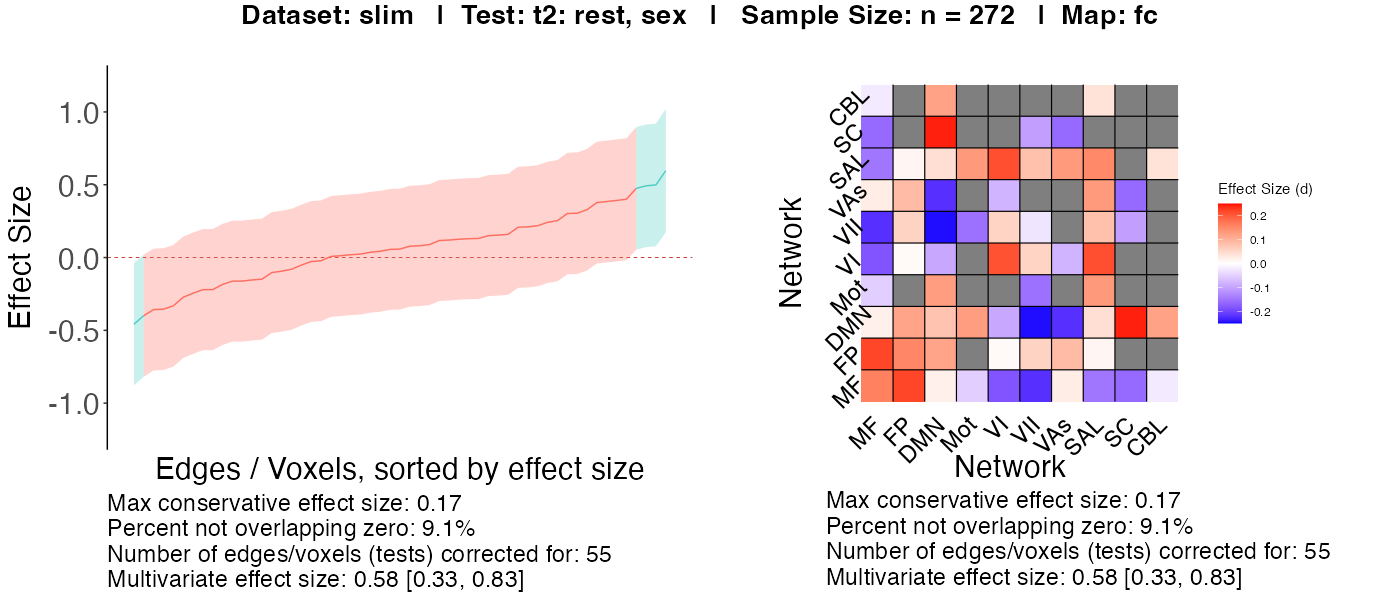 Dataset: slim | Test: t2: rest, sex | Sample Size: n = 272 | Map: fc
Effect Size
1.0
0.5
0.0
-0.5
-1.0
Edges / Voxels, sorted by effect size
Max conservative effect size: 0.17
Percent not overlapping zero: 9.1%
Number of edges/voxels (tests) corrected for: 55
Multivariate effect size: 0.58 [0.33, 0.83]
Network
CBL
SC
SAL
VAs
VII
VI
Mot
DMN
FP
MF
MF
FP
DMN
Mot
VI
VII
VAs
SAL
SC
CBL
Network
Effect Size (d)
0.2
0.1
0.0
-0.1
-0.2
Max conservative effect size: 0.17
Percent not overlapping zero: 9.1%
Number of edges/voxels (tests) corrected for: 55
Multivariate effect size: 0.58 [0.33, 0.83]